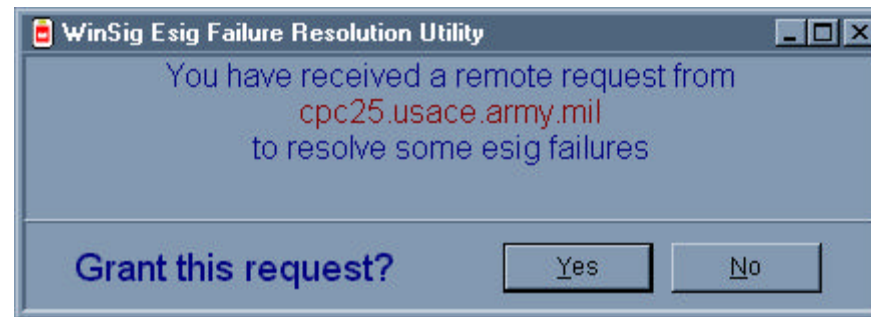 WinSig Esig Failure Resolution Utility
You have received a remote request from
cpc25.usace.army.mil
to resolve some esig failures
Grant this request? Yes No